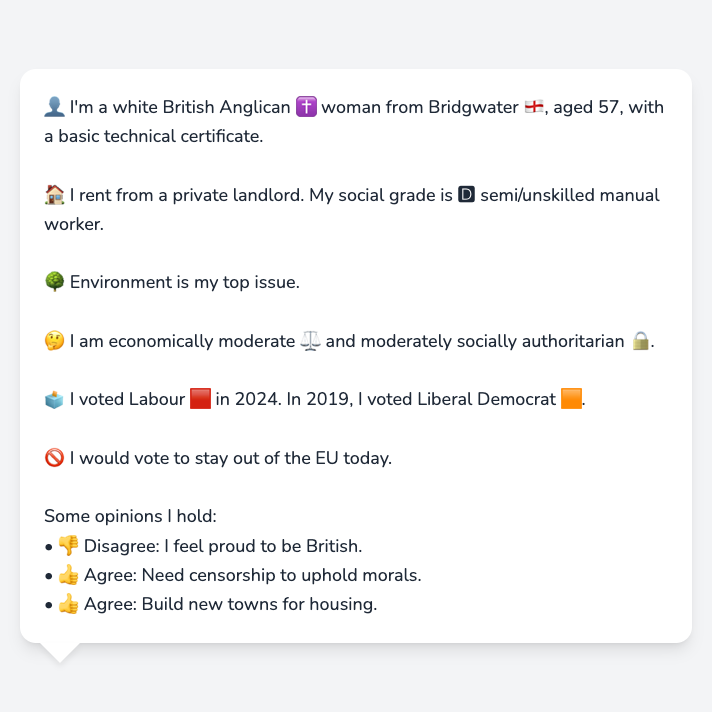 👤 I'm a white British Anglican ✝️ woman from Bridgwater 🏴󠁧󠁢󠁥󠁮󠁧󠁿, aged 57, with
a basic technical certificate.
🏠 I rent from a private landlord. My social grade is 🅳 semi/unskilled manual
worker.
🌳 Environment is my top issue.
🤔 I am economically moderate ⚖️ and moderately socially authoritarian 🔒.
🗳️ I voted Labour 🟥 in 2024. In 2019, I voted Liberal Democrat 🟧.
🚫 I would vote to stay out of the EU today.
Some opinions I hold:
• 👎 Disagree: I feel proud to be British.
• 👍 Agree: Need censorship to uphold morals.
• 👍 Agree: Build new towns for housing.